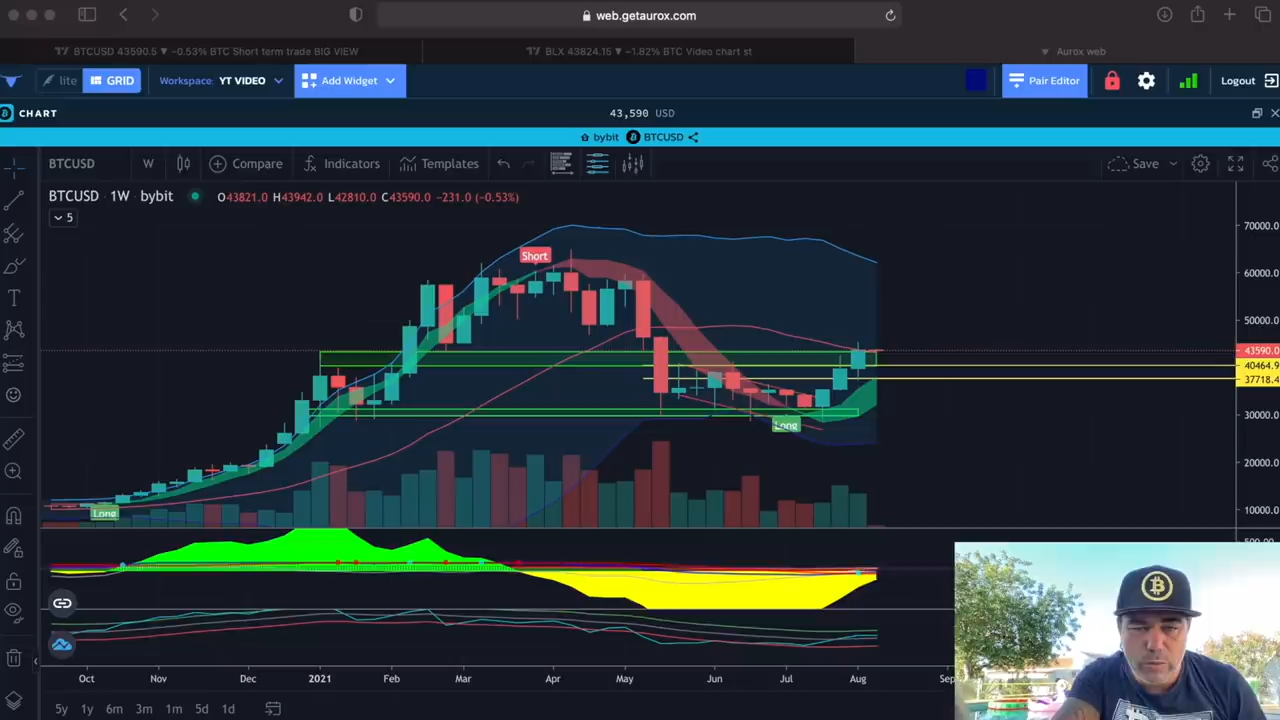 web.getaurox.com
BTCUSD 43590.5 ▼ −0.53% BTC Short term trade BIG VIEW
BLX 43824.15 ▼ −1.82% BTC Video chart st
Aurox web
lite GRID Workspace: YT VIDEO Add Widget Pair Editor Logout
CHART 43,590 USD
bybit BTCUSD
BTCUSD W Compare Indicators Templates Save
BTCUSD · 1W · bybit O43821.0 H43942.0 L42810.0 C43590.0 −231.0 (−0.53%)
5
70000.0
Short
60000.0
50000.0
43590.0
40464.9
37718.4
30000.0
Long
20000.0
10000.0
Long
500.00
Oct Nov Dec 2021 Feb Mar Apr May Jun Jul Aug
5y 1y 6m 3m 1m 5d 1d